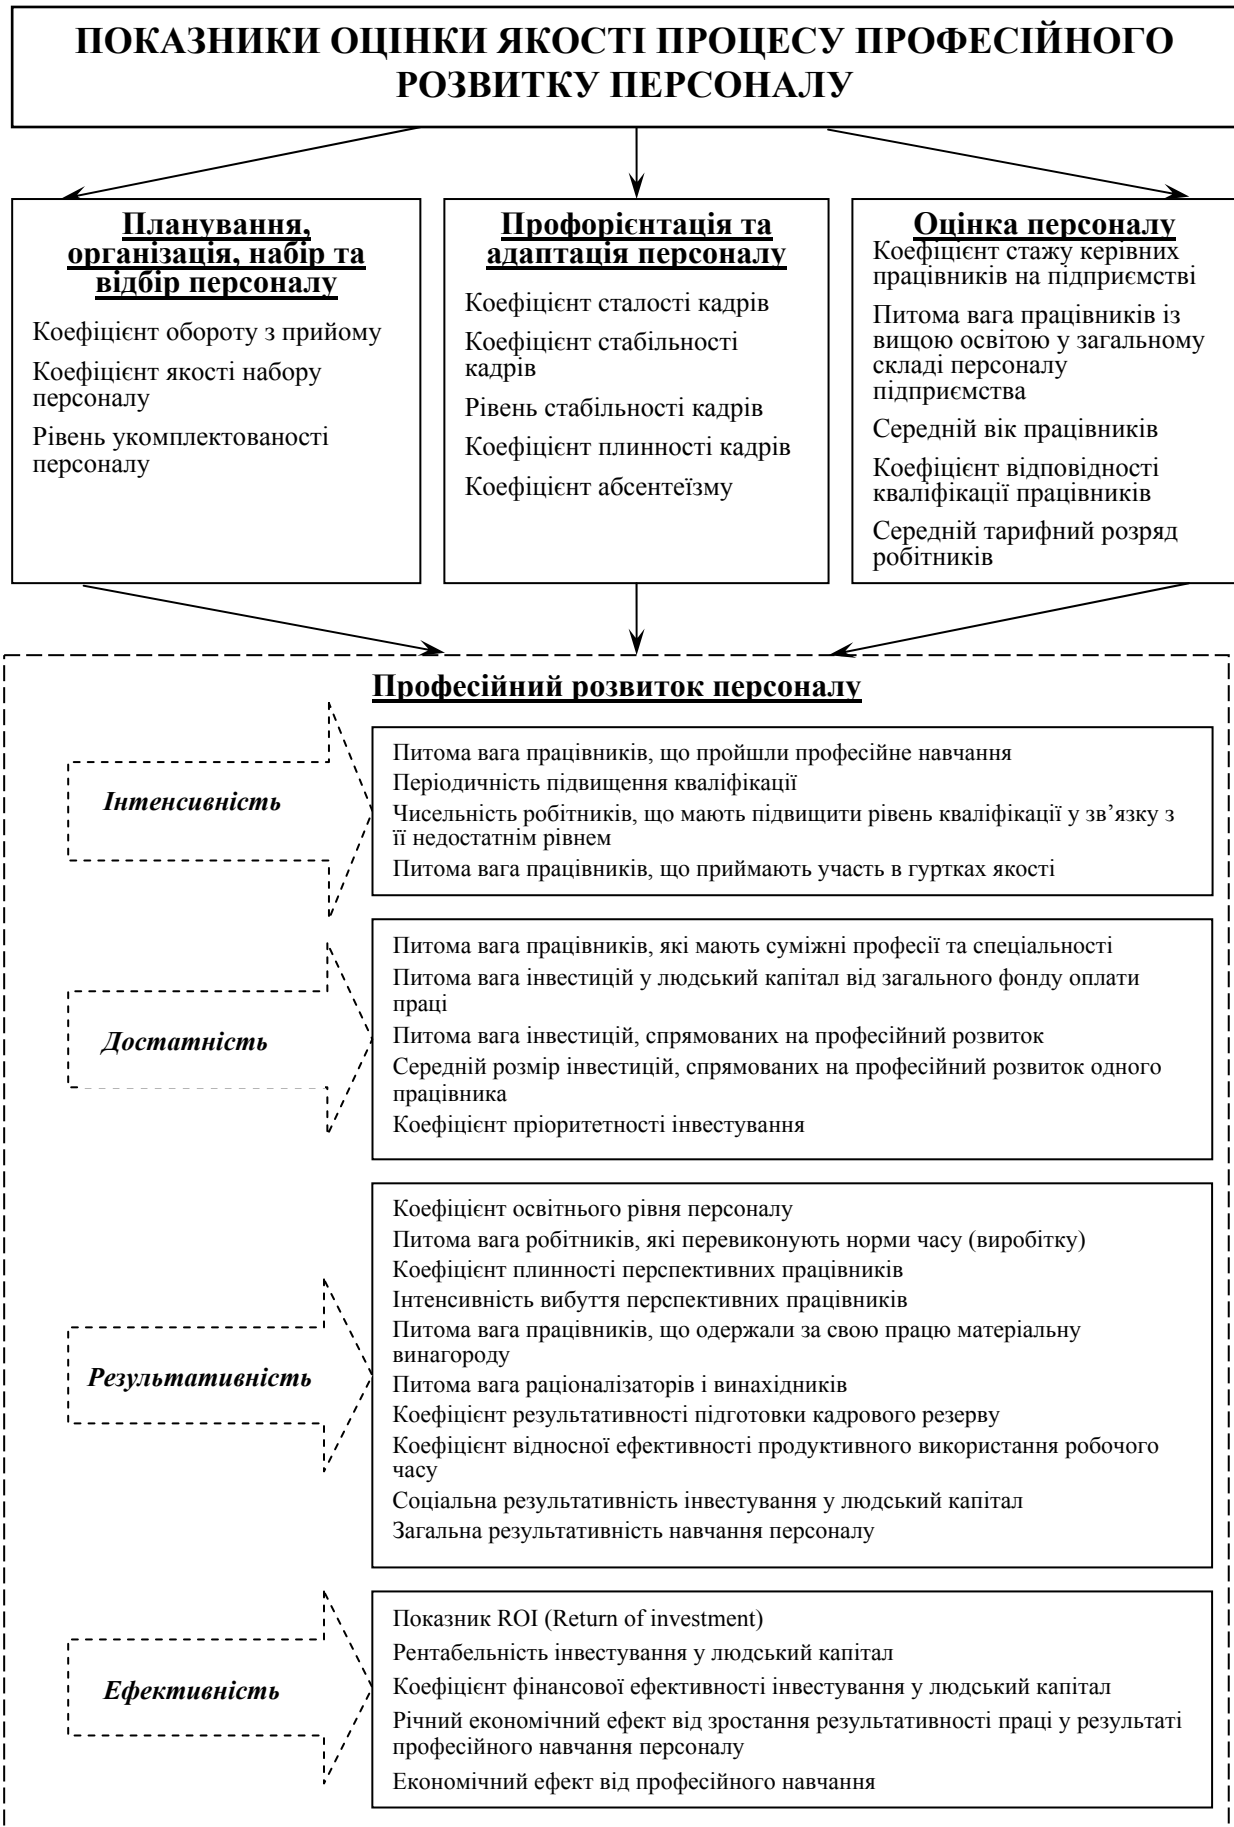 ПОКАЗНИКИ ОЦІНКИ ЯКОСТІ ПРОЦЕСУ ПРОФЕСІЙНОГО
РОЗВИТКУ ПЕРСОНАЛУ
Планування,
організація, набір та
відбір персоналу
Коефіцієнт обороту з прийому
Коефіцієнт якості набору
персоналу
Рівень укомплектованості
персоналу
Профорієнтація та
адаптація персоналу
Коефіцієнт сталості кадрів
Коефіцієнт стабільності
кадрів
Рівень стабільності кадрів
Коефіцієнт плинності кадрів
Коефіцієнт абсентеїзму
Оцінка персоналу
Коефіцієнт стажу керівних
працівників на підприємстві
Питома вага працівників із
вищою освітою у загальному
складі персоналу
підприємства
Середній вік працівників
Коефіцієнт відповідності
кваліфікації працівників
Середній тарифний розряд
робітників
Професійний розвиток персоналу
Інтенсивність
Питома вага працівників, що пройшли професійне навчання
Періодичність підвищення кваліфікації
Чисельність робітників, що мають підвищити рівень кваліфікації у зв’язку з
її недостатнім рівнем
Питома вага працівників, що приймають участь в гуртках якості
Достатність
Питома вага працівників, які мають суміжні професії та спеціальності
Питома вага інвестицій у людський капітал від загального фонду оплати
праці
Питома вага інвестицій, спрямованих на професійний розвиток
Середній розмір інвестицій, спрямованих на професійний розвиток одного
працівника
Коефіцієнт пріоритетності інвестування
Результативність
Коефіцієнт освітнього рівня персоналу
Питома вага робітників, які перевиконують норми часу (виробітку)
Коефіцієнт плинності перспективних працівників
Інтенсивність вибуття перспективних працівників
Питома вага працівників, що одержали за свою працю матеріальну
винагороду
Питома вага раціоналізаторів і винахідників
Коефіцієнт результативності підготовки кадрового резерву
Коефіцієнт відносної ефективності продуктивного використання робочого
часу
Соціальна результативність інвестування у людський капітал
Загальна результативність навчання персоналу
Ефективність
Показник ROI (Return of investment)
Рентабельність інвестування у людський капітал
Коефіцієнт фінансової ефективності інвестування у людський капітал
Річний економічний ефект від зростання результативності праці у результаті
професійного навчання персоналу
Економічний ефект від професійного навчання